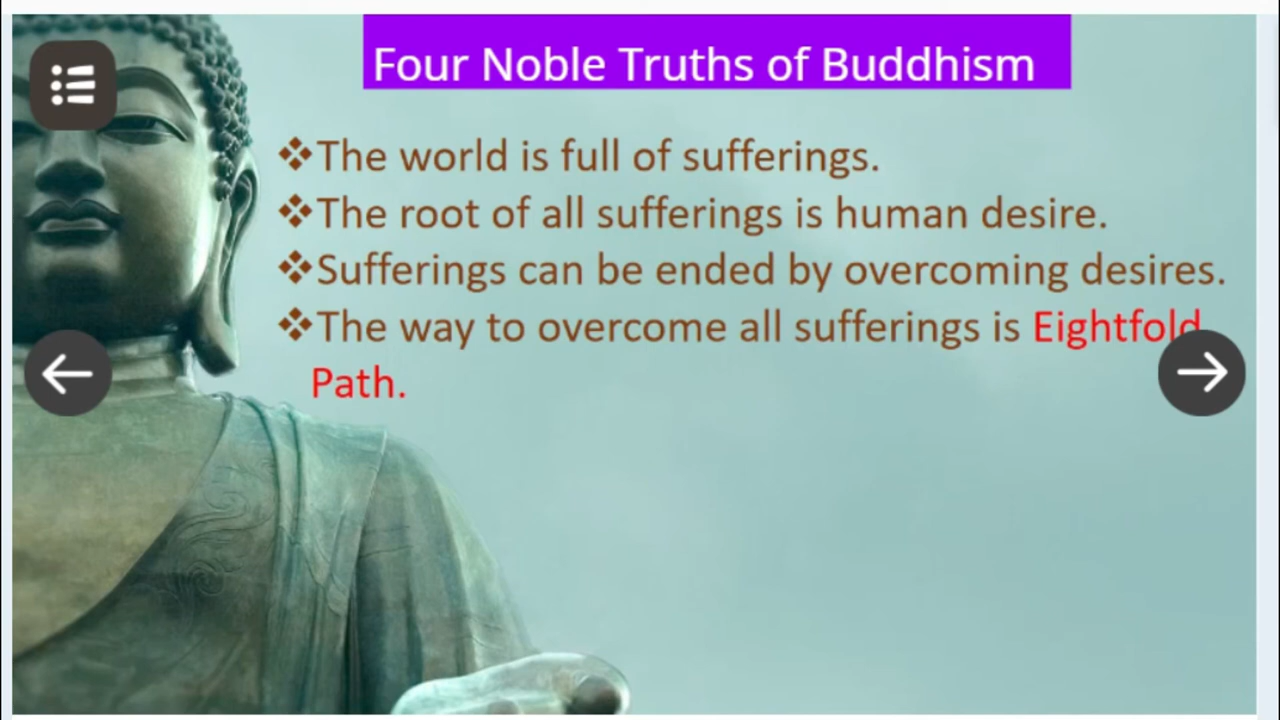 Four Noble Truths of Buddhism
❖The world is full of sufferings.
❖The root of all sufferings is human desire.
❖Sufferings can be ended by overcoming desires.
❖The way to overcome all sufferings is Eightfold
Path.